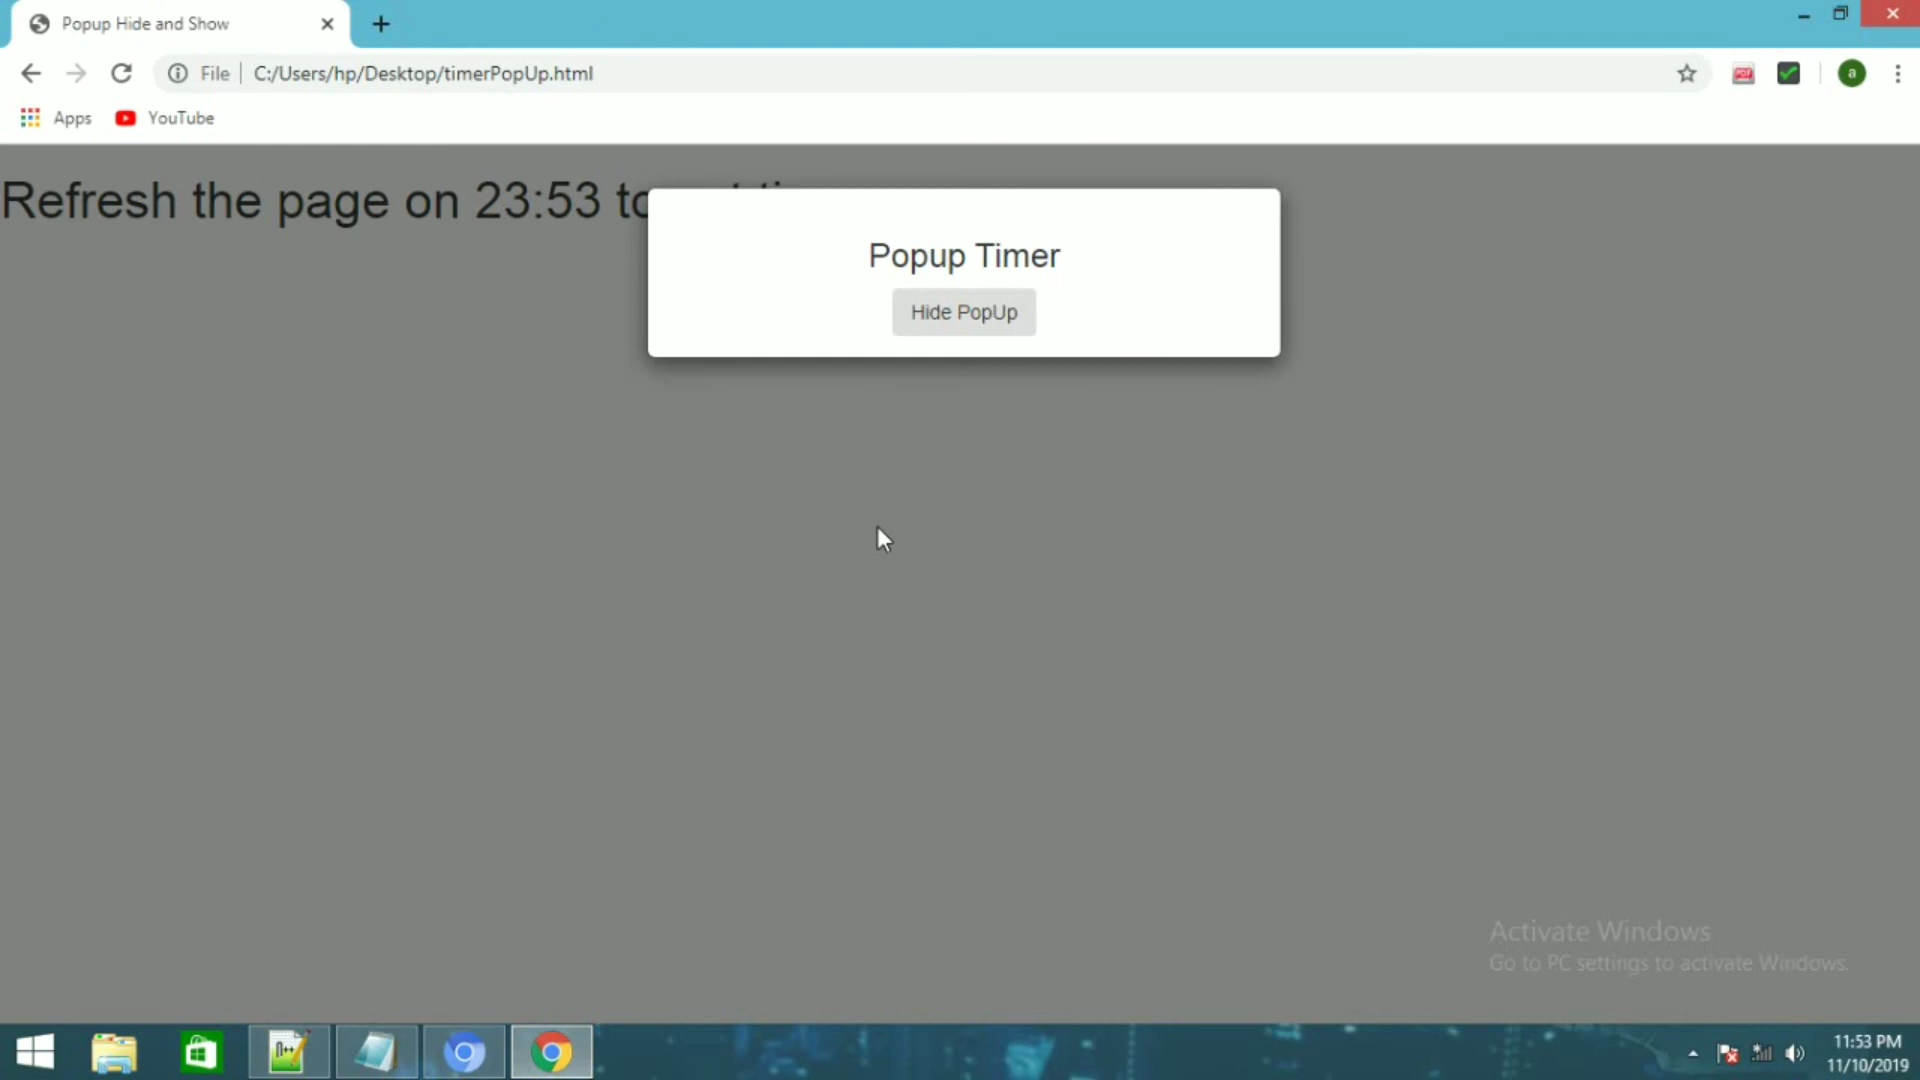 Popup Hide and Show
File
C:/Users/hp/Desktop/timerPopUp.html
PDF
a
Apps
YouTube
Refresh the page on 23:53 to
Popup Timer
Hide PopUp
Activate Windows
Go to PC settings to activate Windows.
11:53 PM
11/10/2019